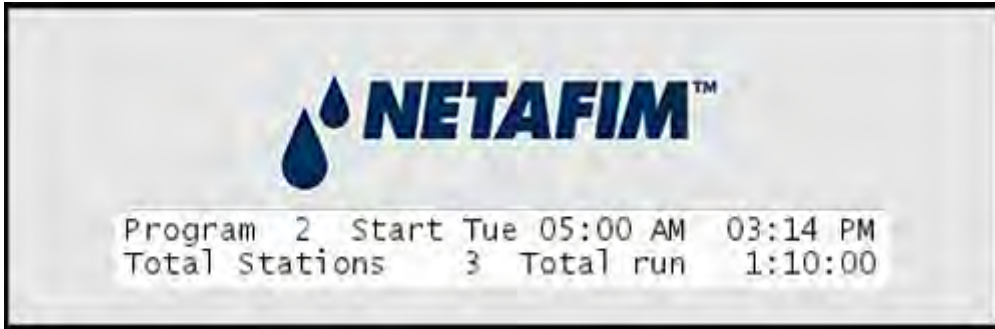 NETAFIM™
Program 2 Start Tue 05:00 AM 03:14 PM
Total Stations 3 Total run 1:10:00